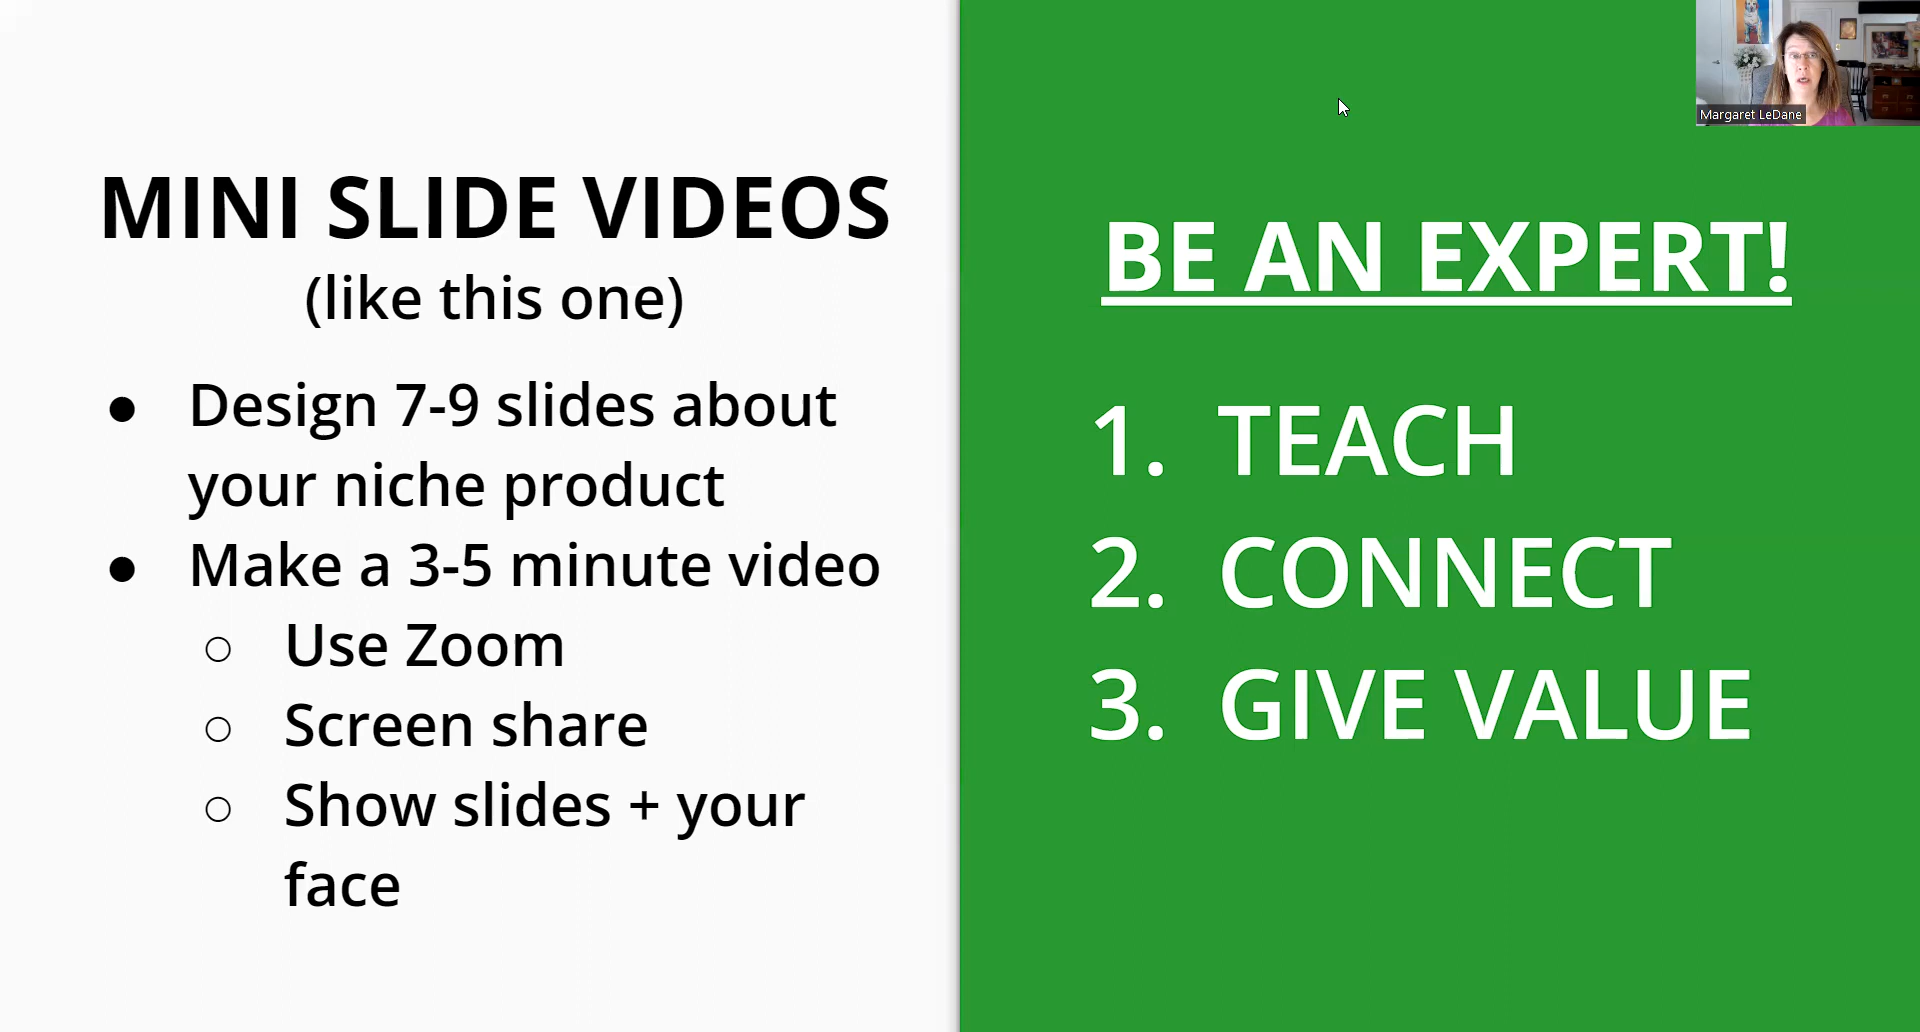 MINI SLIDE VIDEOS
(like this one)
● Design 7-9 slides about
your niche product
● Make a 3-5 minute video
○ Use Zoom
○ Screen share
○ Show slides + your
face
BE AN EXPERT!
1. TEACH
2. CONNECT
3. GIVE VALUE
Margaret LeDane